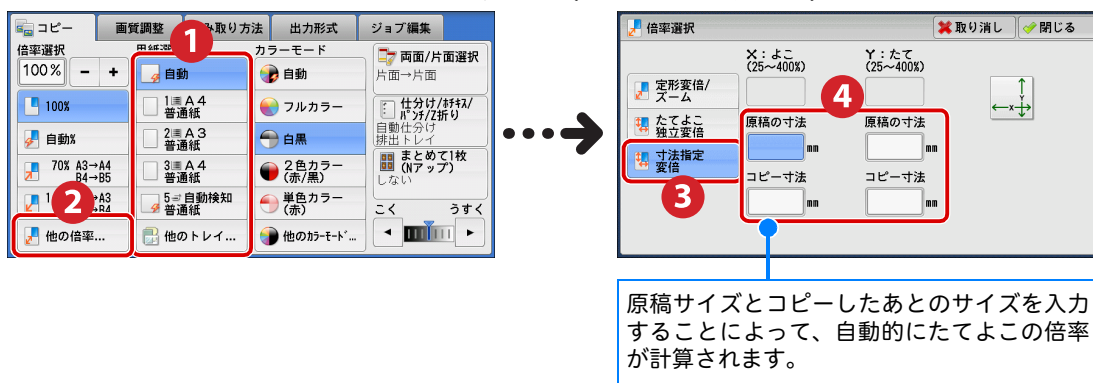 コピー
画質調整
み取り方法
出力形式
ジョブ編集
倍率選択
100%
－
＋
100%
自動%
70% A3→A4
B4→B5
A3
B4
2
他の倍率...
1
自動
1 A4
普通紙
2 A3
普通紙
3 A4
普通紙
5 自動検知
普通紙
他のトレイ...
カラーモード
自動
フルカラー
白黒
2色カラー
(赤/黒)
単色カラー
(赤)
他のｶﾗｰﾓｰﾄﾞ...
両面/片面選択
片面→片面
仕分け/ﾎﾁｷｽ/
ﾊﾟﾝﾁ/Z折り
自動仕分け
排出トレイ
まとめて1枚
(Nアップ)
しない
こく うすく
倍率選択
取り消し
閉じる
定形変倍/
ズーム
たてよこ
独立変倍
寸法指定
変倍
3
X：よこ
(25～400%)
Y：たて
(25～400%)
4
原稿の寸法
原稿の寸法
mm
mm
コピー寸法
コピー寸法
mm
mm
Y
X
原稿サイズとコピーしたあとのサイズを入力
することによって、自動的にたてよこの倍率
が計算されます。